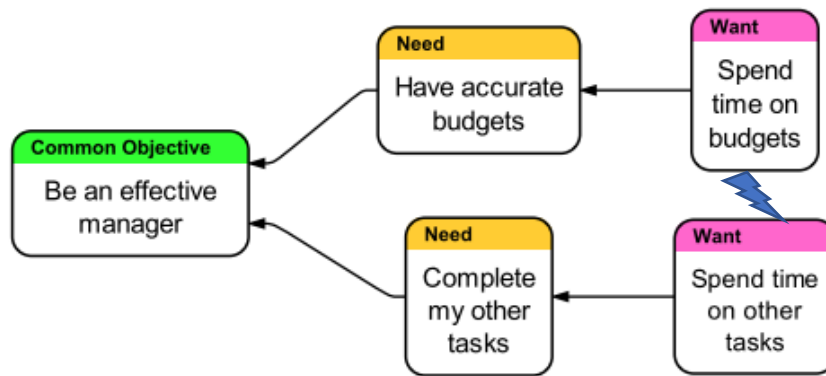 Need
Have accurate
budgets
Want
Spend
time on
budgets
Common Objective
Be an effective
manager
Need
Complete
my other
tasks
Want
Spend time
on other
tasks